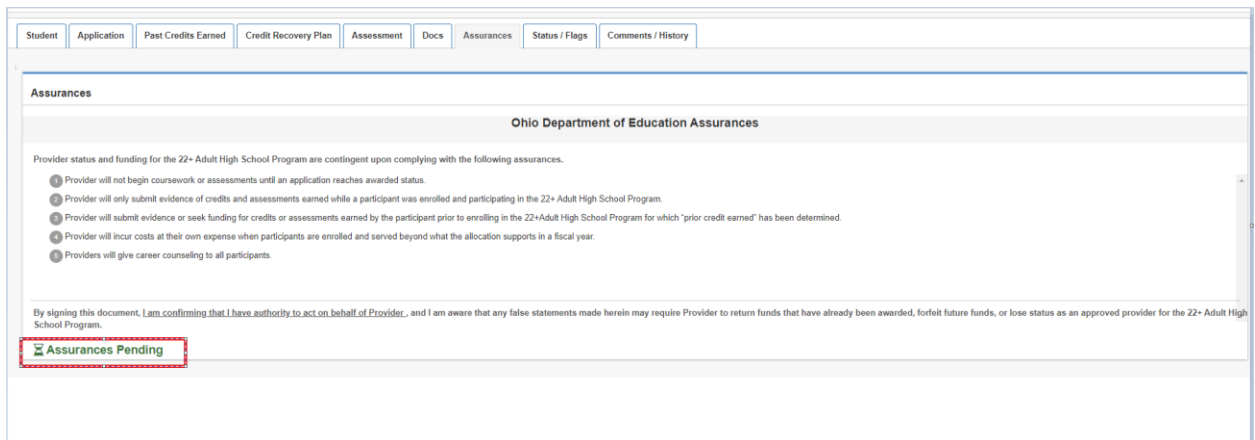 Student Application Past Credits Earned Credit Recovery Plan Assessment Docs Assurances Status / Flags Comments / History
Assurances
Ohio Department of Education Assurances
Provider status and funding for the 22+ Adult High School Program are contingent upon complying with the following assurances.
1 Provider will not begin coursework or assessments until an application reaches awarded status.
2 Provider will only submit evidence of credits and assessments earned while a participant was enrolled and participating in the 22+ Adult High School Program.
3 Provider will submit evidence or seek funding for credits or assessments earned by the participant prior to enrolling in the 22+Adult High School Program for which "prior credit earned" has been determined.
4 Provider will incur costs at their own expense when participants are enrolled and served beyond what the allocation supports in a fiscal year.
5 Providers will give career counseling to all participants.
By signing this document, I am confirming that I have authority to act on behalf of Provider , and I am aware that any false statements made herein may require Provider to return funds that have already been awarded, forfeit future funds, or lose status as an approved provider for the 22+ Adult High
School Program.
Assurances Pending